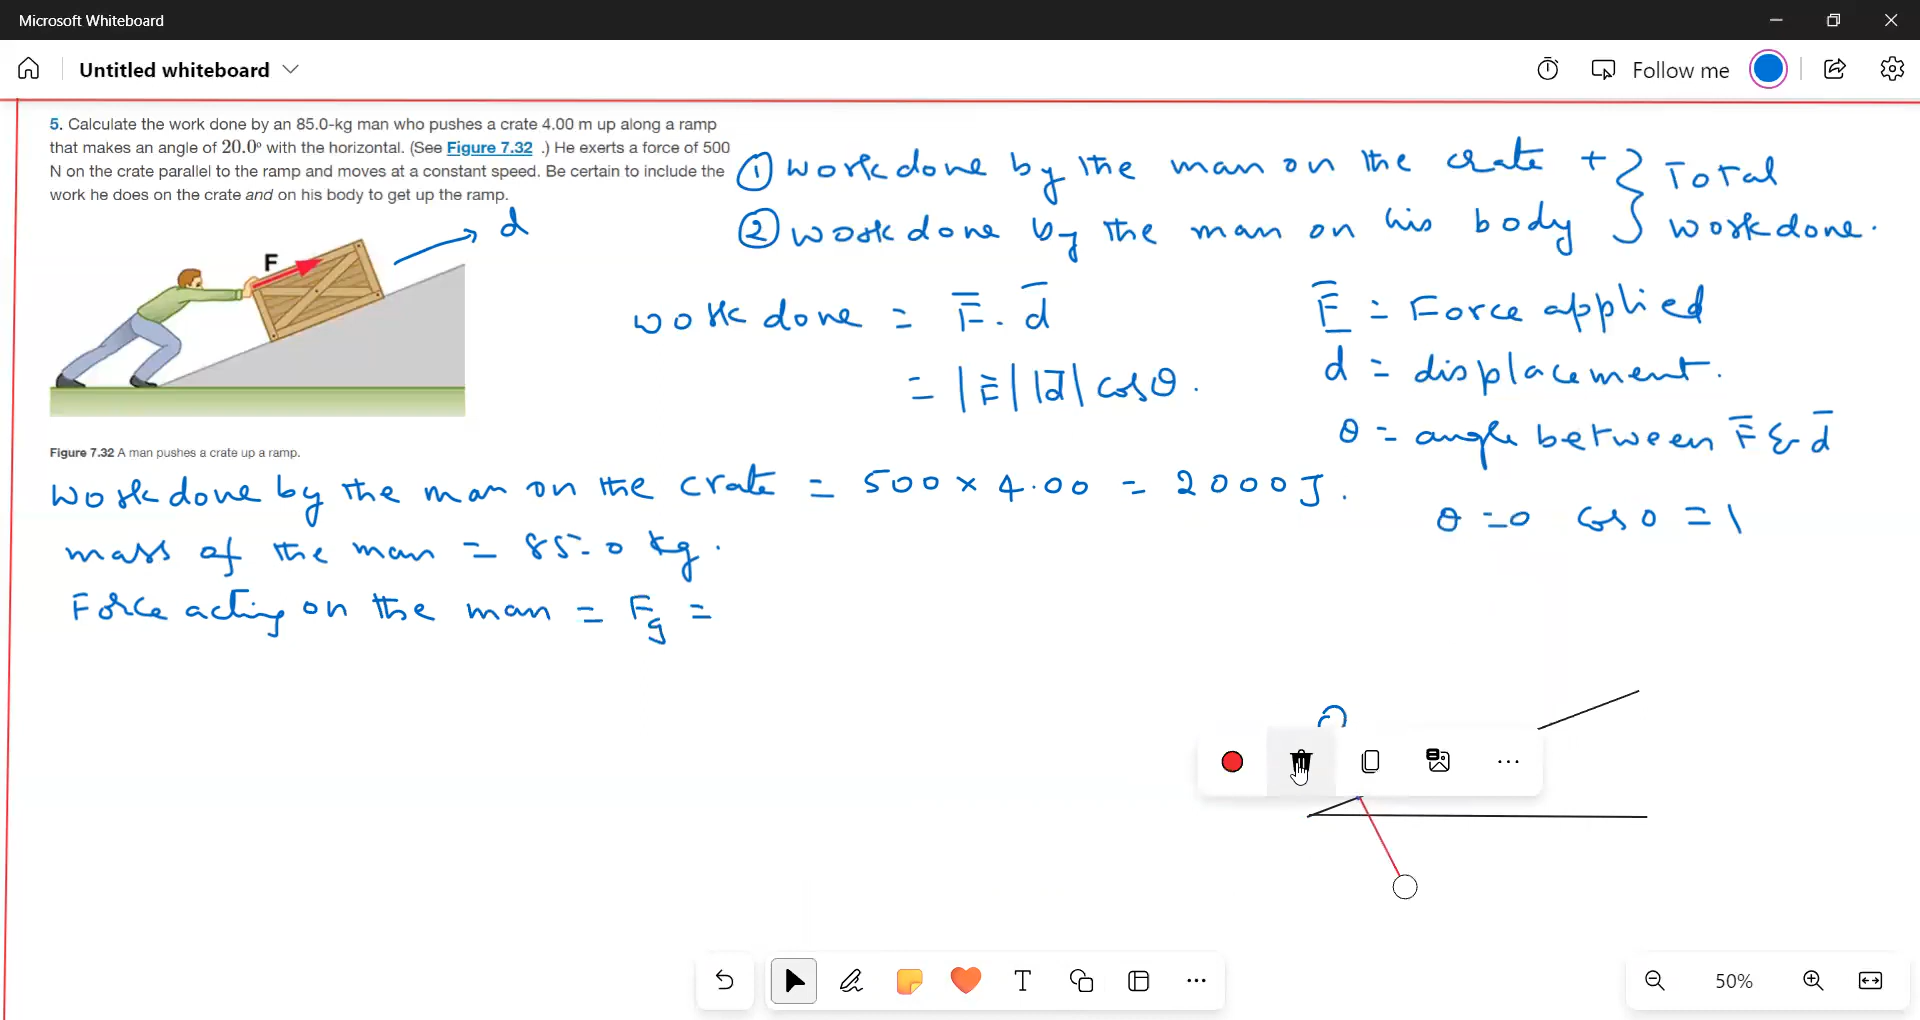 Microsoft Whiteboard
Untitled whiteboard
Follow me
5. Calculate the work done by an 85.0-kg man who pushes a crate 4.00 m up along a ramp
that makes an angle of 20.0º with the horizontal. (See Figure 7.32 .) He exerts a force of 500
N on the crate parallel to the ramp and moves at a constant speed. Be certain to include the
work he does on the crate and on his body to get up the ramp.
① workdone by the man on the crate +
② workdone by the man on his body
} Total
workdone.
d
F
work done = F̅ . d̅
= |F̅| |d̅| cosθ .
F̅ = Force applied
d̅ = displacement.
θ = angle between F̅ & d̅
θ = 0 cos 0 = 1
Figure 7.32 A man pushes a crate up a ramp.
Workdone by the man on the crate = 500 × 4.00 = 2000 J .
mass of the man = 85.0 kg .
Force acting on the man = Fg =
50%